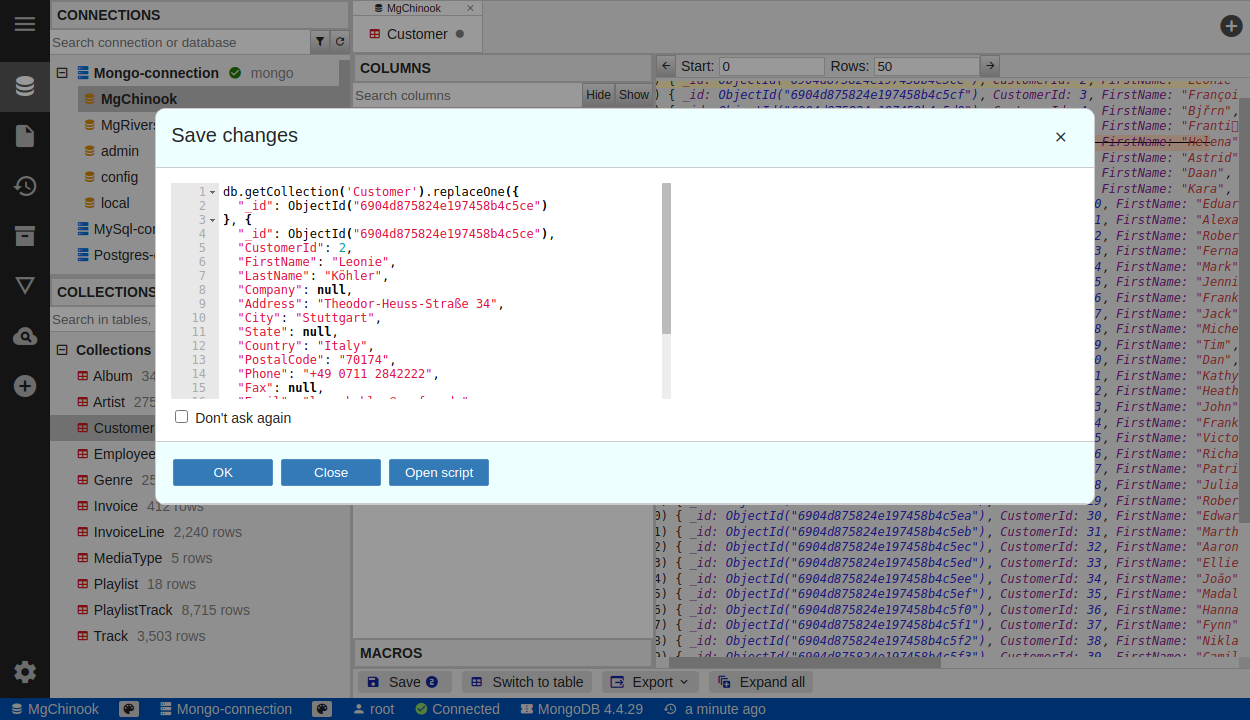 CONNECTIONS
Search connection or database
Mongo-connection mongo
MgChinook
MgRivers
admin
config
local
MySql-co
Postgres-
COLLECTIONS
Search in tables,
Collections
Album 34
Artist 275
Customer
Employee
Genre 25
Invoice 412 rows
InvoiceLine 2,240 rows
MediaType 5 rows
Playlist 18 rows
PlaylistTrack 8,715 rows
Track 3,503 rows
MgChinook ×
Customer
COLUMNS
Search columns
Hide Show
MACROS
Start: 0 Rows: 50
) { _id: ObjectId("6904d875824e197458b4c5cf"), CustomerId: 3, FirstName: "Françoi
FirstName: "Bjřrn",
FirstName: "Franti
FirstName: "Helena"
FirstName: "Astrid"
FirstName: "Daan",
FirstName: "Kara",
0, FirstName: "Eduar
1, FirstName: "Alexa
2, FirstName: "Rober
3, FirstName: "Ferna
4, FirstName: "Mark"
5, FirstName: "Jenni
6, FirstName: "Frank
7, FirstName: "Jack"
8, FirstName: "Miche
9, FirstName: "Tim",
0, FirstName: "Dan",
1, FirstName: "Kathy
2, FirstName: "Heath
3, FirstName: "John"
4, FirstName: "Frank
5, FirstName: "Victo
6, FirstName: "Richa
7, FirstName: "Patri
8, FirstName: "Julia
29, FirstName: "Rober
0) { _id: ObjectId("6904d875824e197458b4c5ea"), CustomerId: 30, FirstName: "Edwar
1) { _id: ObjectId("6904d875824e197458b4c5eb"), CustomerId: 31, FirstName: "Marth
2) { _id: ObjectId("6904d875824e197458b4c5ec"), CustomerId: 32, FirstName: "Aaron
3) { _id: ObjectId("6904d875824e197458b4c5ed"), CustomerId: 33, FirstName: "Ellie
4) { _id: ObjectId("6904d875824e197458b4c5ee"), CustomerId: 34, FirstName: "João"
5) { _id: ObjectId("6904d875824e197458b4c5ef"), CustomerId: 35, FirstName: "Madal
6) { _id: ObjectId("6904d875824e197458b4c5f0"), CustomerId: 36, FirstName: "Hanna
7) { _id: ObjectId("6904d875824e197458b4c5f1"), CustomerId: 37, FirstName: "Fynn"
8) { _id: ObjectId("6904d875824e197458b4c5f2"), CustomerId: 38, FirstName: "Nikla
Save changes ×
1 db.getCollection('Customer').replaceOne({
2 "_id": ObjectId("6904d875824e197458b4c5ce")
3 }, {
4 "_id": ObjectId("6904d875824e197458b4c5ce"),
5 "CustomerId": 2,
6 "FirstName": "Leonie",
7 "LastName": "Köhler",
8 "Company": null,
9 "Address": "Theodor-Heuss-Straße 34",
10 "City": "Stuttgart",
11 "State": null,
12 "Country": "Italy",
13 "PostalCode": "70174",
14 "Phone": "+49 0711 2842222",
15 "Fax": null,
Don't ask again
OK Close Open script
Save 2 Switch to table Export Expand all
MgChinook Mongo-connection root Connected MongoDB 4.4.29 a minute ago